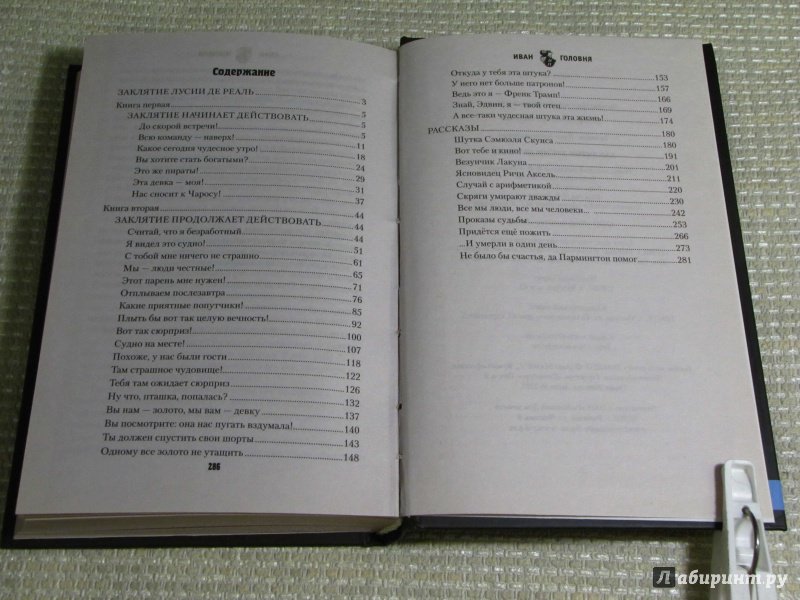 Содержание
ЗАКЛЯТИЕ ЛУСИИ ДЕ РЕАЛЬ 3
Книга первая 5
ЗАКЛЯТИЕ НАЧИНАЕТ ДЕЙСТВОВАТЬ 5
До скорой встречи! 5
Всю команду — наверх! 11
Какое сегодня чудесное утро! 18
Вы хотите стать богатыми? 24
Это же пираты! 29
Эта девка — моя! 31
Нас сносит к Чаросу! 37
Книга вторая 44
ЗАКЛЯТИЕ ПРОДОЛЖАЕТ ДЕЙСТВОВАТЬ 44
Считай, что я безработный 44
Я видел это судно! 51
С тобой мне ничего не страшно 61
Мы — люди честные! 65
Этот парень мне нужен! 71
Отплываем послезавтра 76
Какие приятные попутчики! 85
Плыть бы вот так целую вечность! 92
Вот так сюрприз! 100
Судно на месте! 107
Похоже, у нас были гости 118
Там страшное чудовище! 122
Тебя там ожидает сюрприз 126
Ну что, пташка, попалась? 132
Вы нам — золото, мы вам — девку 137
Вы посмотрите: она нас пугать вздумала! 140
Ты должен спустить свои шорты 143
Одному все золото не утащить 148
286
ИВАН ГОЛОВНЯ
Откуда у тебя эта штука? 153
У него нет больше патронов! 157
Ведь это я — Френк Трамп! 166
Знай, Эдвин, я — твой отец 169
А все-таки чудесная штука эта жизнь! 174
РАССКАЗЫ 180
Шутка Сэмюэля Скунса 180
Вот тебе и кино! 191
Везунчик Лакуна 201
Ясновидец Ричи Аксель 211
Случай с арифметикой 220
Скряги умирают дважды 230
Все мы люди, все мы человеки... 242
Проказы судьбы 253
Придётся ещё пожить 266
...И умерли в один день 273
Не было бы счастья, да Пармингтон помог 281
Лабиринт.ру